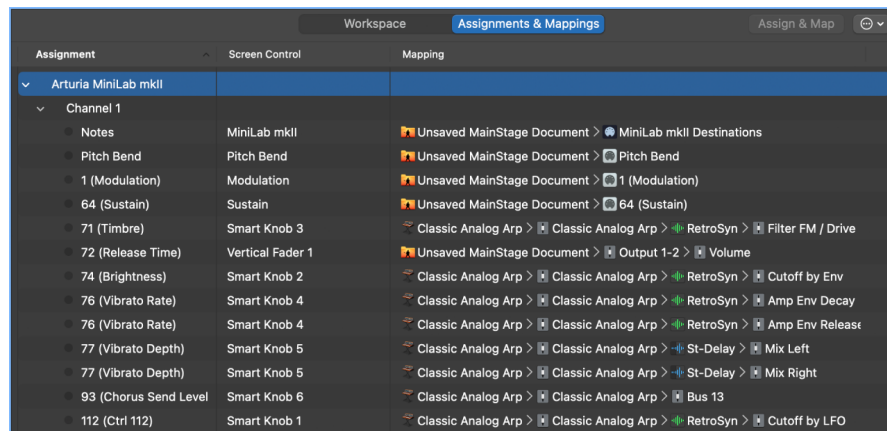 Workspace Assignments & Mappings Assign & Map
Assignment Screen Control Mapping
Arturia MiniLab mkII
Channel 1
Notes MiniLab mkII Unsaved MainStage Document > MiniLab mkII Destinations
Pitch Bend Pitch Bend Unsaved MainStage Document > Pitch Bend
1 (Modulation) Modulation Unsaved MainStage Document > 1 (Modulation)
64 (Sustain) Sustain Unsaved MainStage Document > 64 (Sustain)
71 (Timbre) Smart Knob 3 Classic Analog Arp > Classic Analog Arp > RetroSyn > Filter FM / Drive
72 (Release Time) Vertical Fader 1 Unsaved MainStage Document > Output 1-2 > Volume
74 (Brightness) Smart Knob 2 Classic Analog Arp > Classic Analog Arp > RetroSyn > Cutoff by Env
76 (Vibrato Rate) Smart Knob 4 Classic Analog Arp > Classic Analog Arp > RetroSyn > Amp Env Decay
76 (Vibrato Rate) Smart Knob 4 Classic Analog Arp > Classic Analog Arp > RetroSyn > Amp Env Release
77 (Vibrato Depth) Smart Knob 5 Classic Analog Arp > Classic Analog Arp > St-Delay > Mix Left
77 (Vibrato Depth) Smart Knob 5 Classic Analog Arp > Classic Analog Arp > St-Delay > Mix Right
93 (Chorus Send Level Smart Knob 6 Classic Analog Arp > Classic Analog Arp > Bus 13
112 (Ctrl 112) Smart Knob 1 Classic Analog Arp > Classic Analog Arp > RetroSyn > Cutoff by LFO